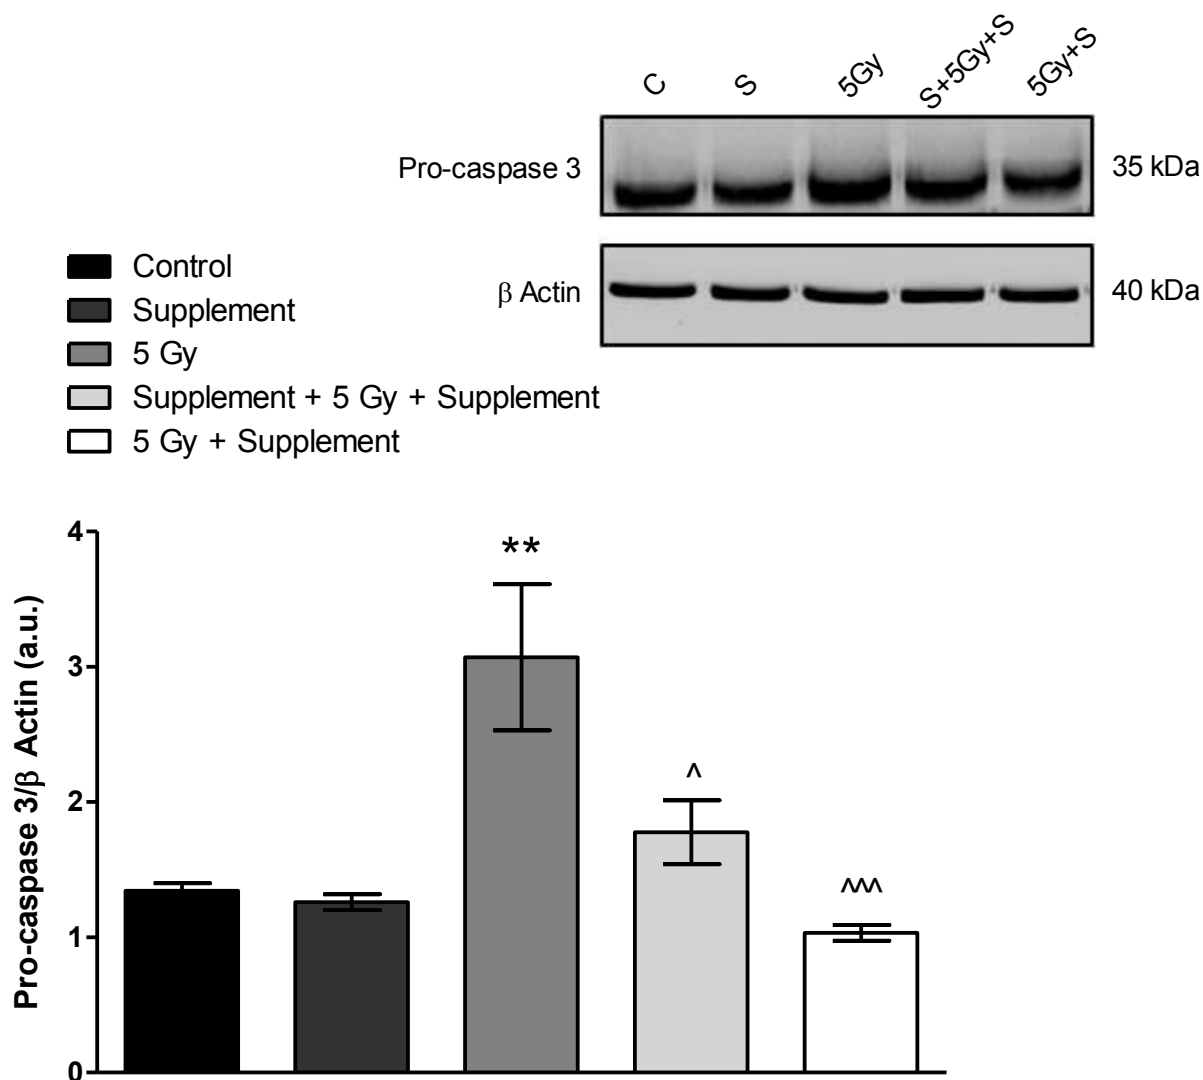 C S 5Gy S+5Gy+S 5Gy+S
Pro-caspase 3 35 kDa
β Actin 40 kDa
Control
Supplement
5 Gy
Supplement + 5 Gy + Supplement
5 Gy + Supplement
Pro-caspase 3/β Actin (a.u.)
4
3
2
1
0
**
^
^^^